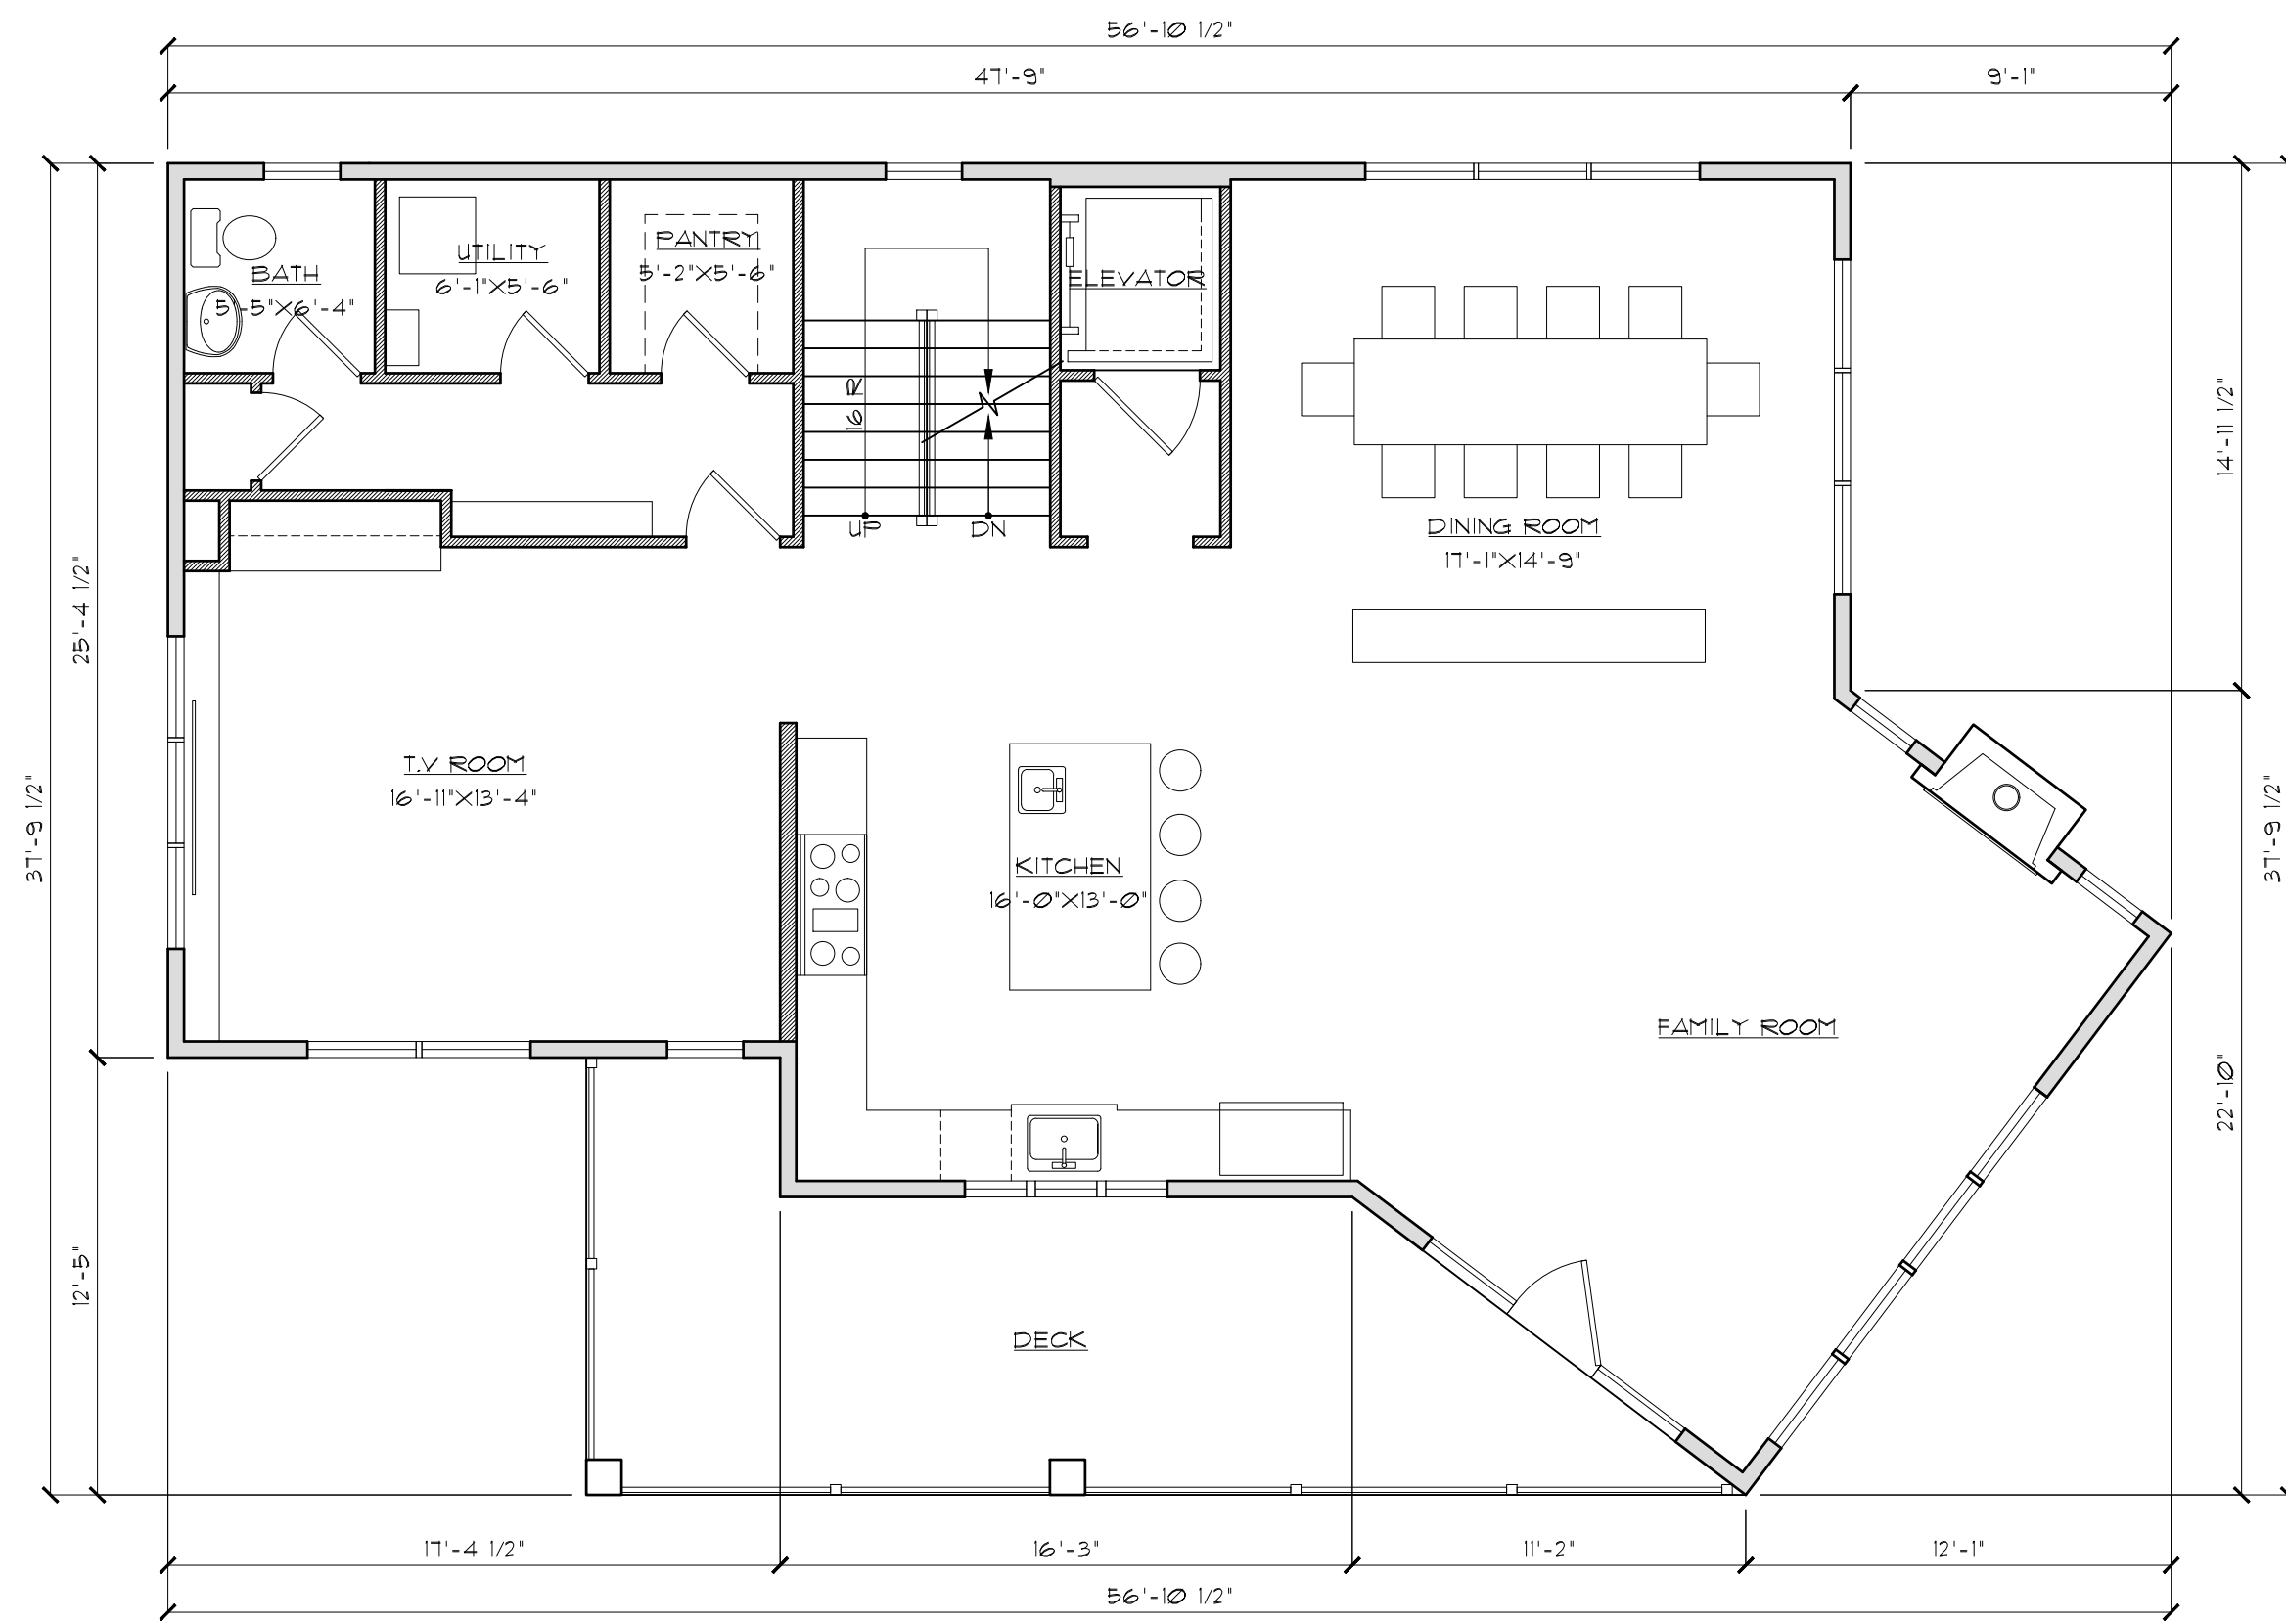 56'-10 1/2"
47'-9"
9'-1"
BATH
5'-5"X6'-4"
UTILITY
6'-1"X5'-6"
PANTRY
5'-2"X5'-6"
ELEVATOR
16 R
UP
DN
DINING ROOM
17'-1"X14'-9"
14'-11 1/2"
25'-4 1/2"
37'-9 1/2"
T.V ROOM
16'-11"X13'-4"
KITCHEN
16'-0"X13'-0"
37'-9 1/2"
FAMILY ROOM
22'-10"
12'-5"
DECK
17'-4 1/2"
16'-3"
11'-2"
12'-1"
56'-10 1/2"